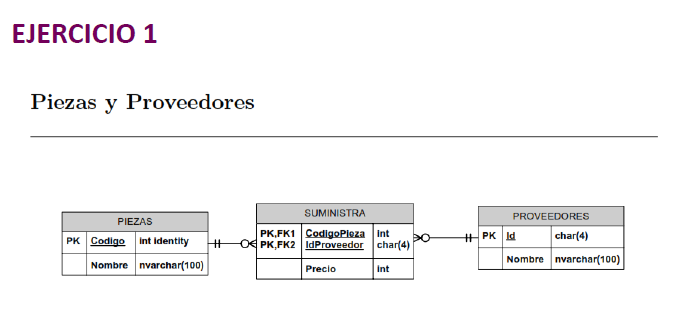 EJERCICIO 1
Piezas y Proveedores
PIEZAS
PK Codigo int identity
Nombre nvarchar(100)
SUMINISTRA
PK,FK1 CodigoPieza int
PK,FK2 IdProveedor char(4)
Precio int
PROVEEDORES
PK Id char(4)
Nombre nvarchar(100)